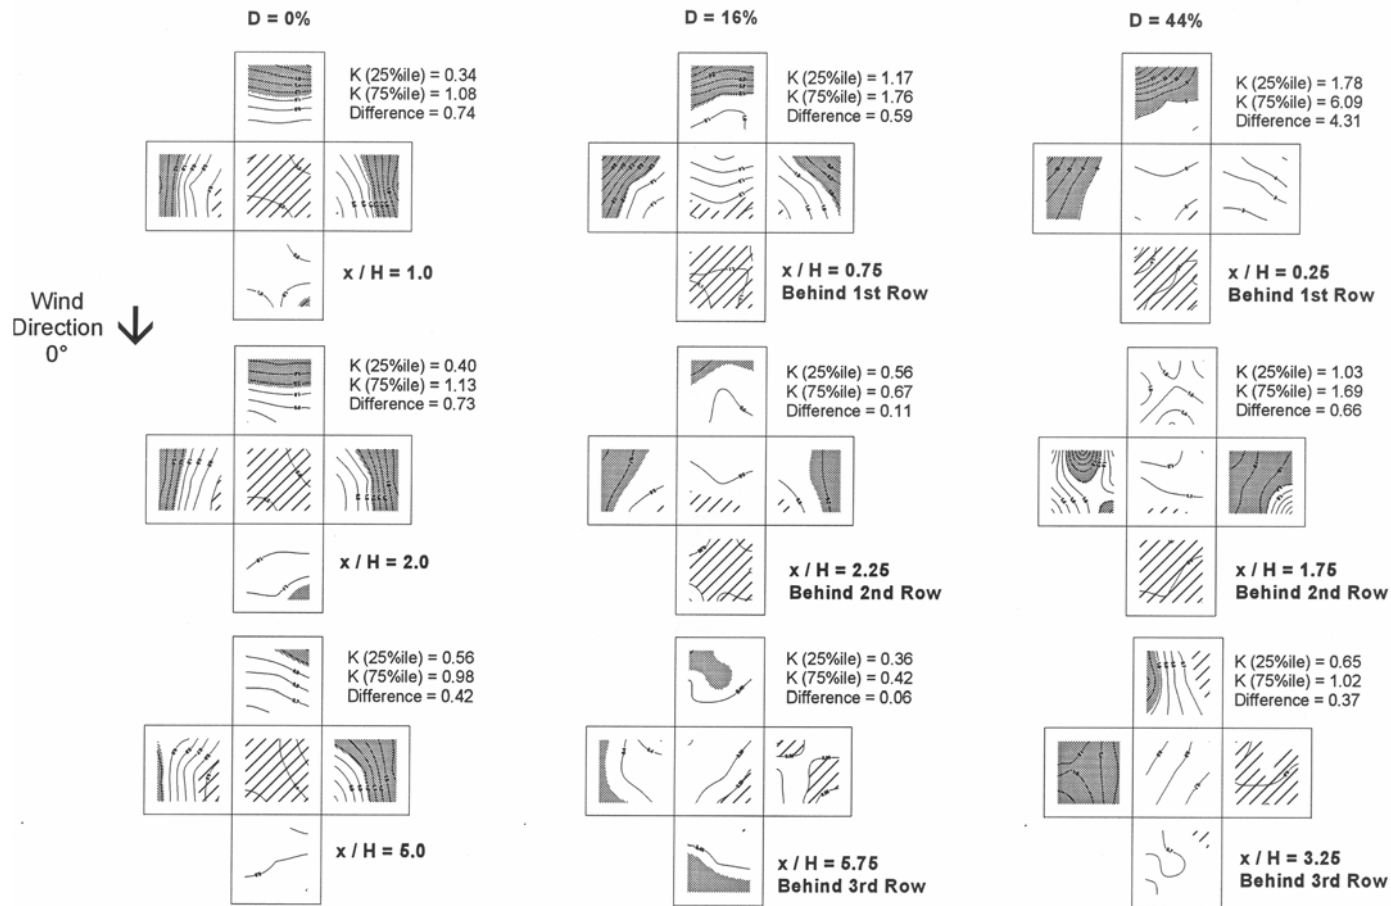 D = 0%
D = 16%
D = 44%
K (25%ile) = 0.34
K (75%ile) = 1.08
Difference = 0.74
K (25%ile) = 1.17
K (75%ile) = 1.76
Difference = 0.59
K (25%ile) = 1.78
K (75%ile) = 6.09
Difference = 4.31
x / H = 1.0
x / H = 0.75
Behind 1st Row
x / H = 0.25
Behind 1st Row
Wind
Direction
0°
K (25%ile) = 0.40
K (75%ile) = 1.13
Difference = 0.73
K (25%ile) = 0.56
K (75%ile) = 0.67
Difference = 0.11
K (25%ile) = 1.03
K (75%ile) = 1.69
Difference = 0.66
x / H = 2.0
x / H = 2.25
Behind 2nd Row
x / H = 1.75
Behind 2nd Row
K (25%ile) = 0.56
K (75%ile) = 0.98
Difference = 0.42
K (25%ile) = 0.36
K (75%ile) = 0.42
Difference = 0.06
K (25%ile) = 0.65
K (75%ile) = 1.02
Difference = 0.37
x / H = 5.0
x / H = 5.75
Behind 3rd Row
x / H = 3.25
Behind 3rd Row